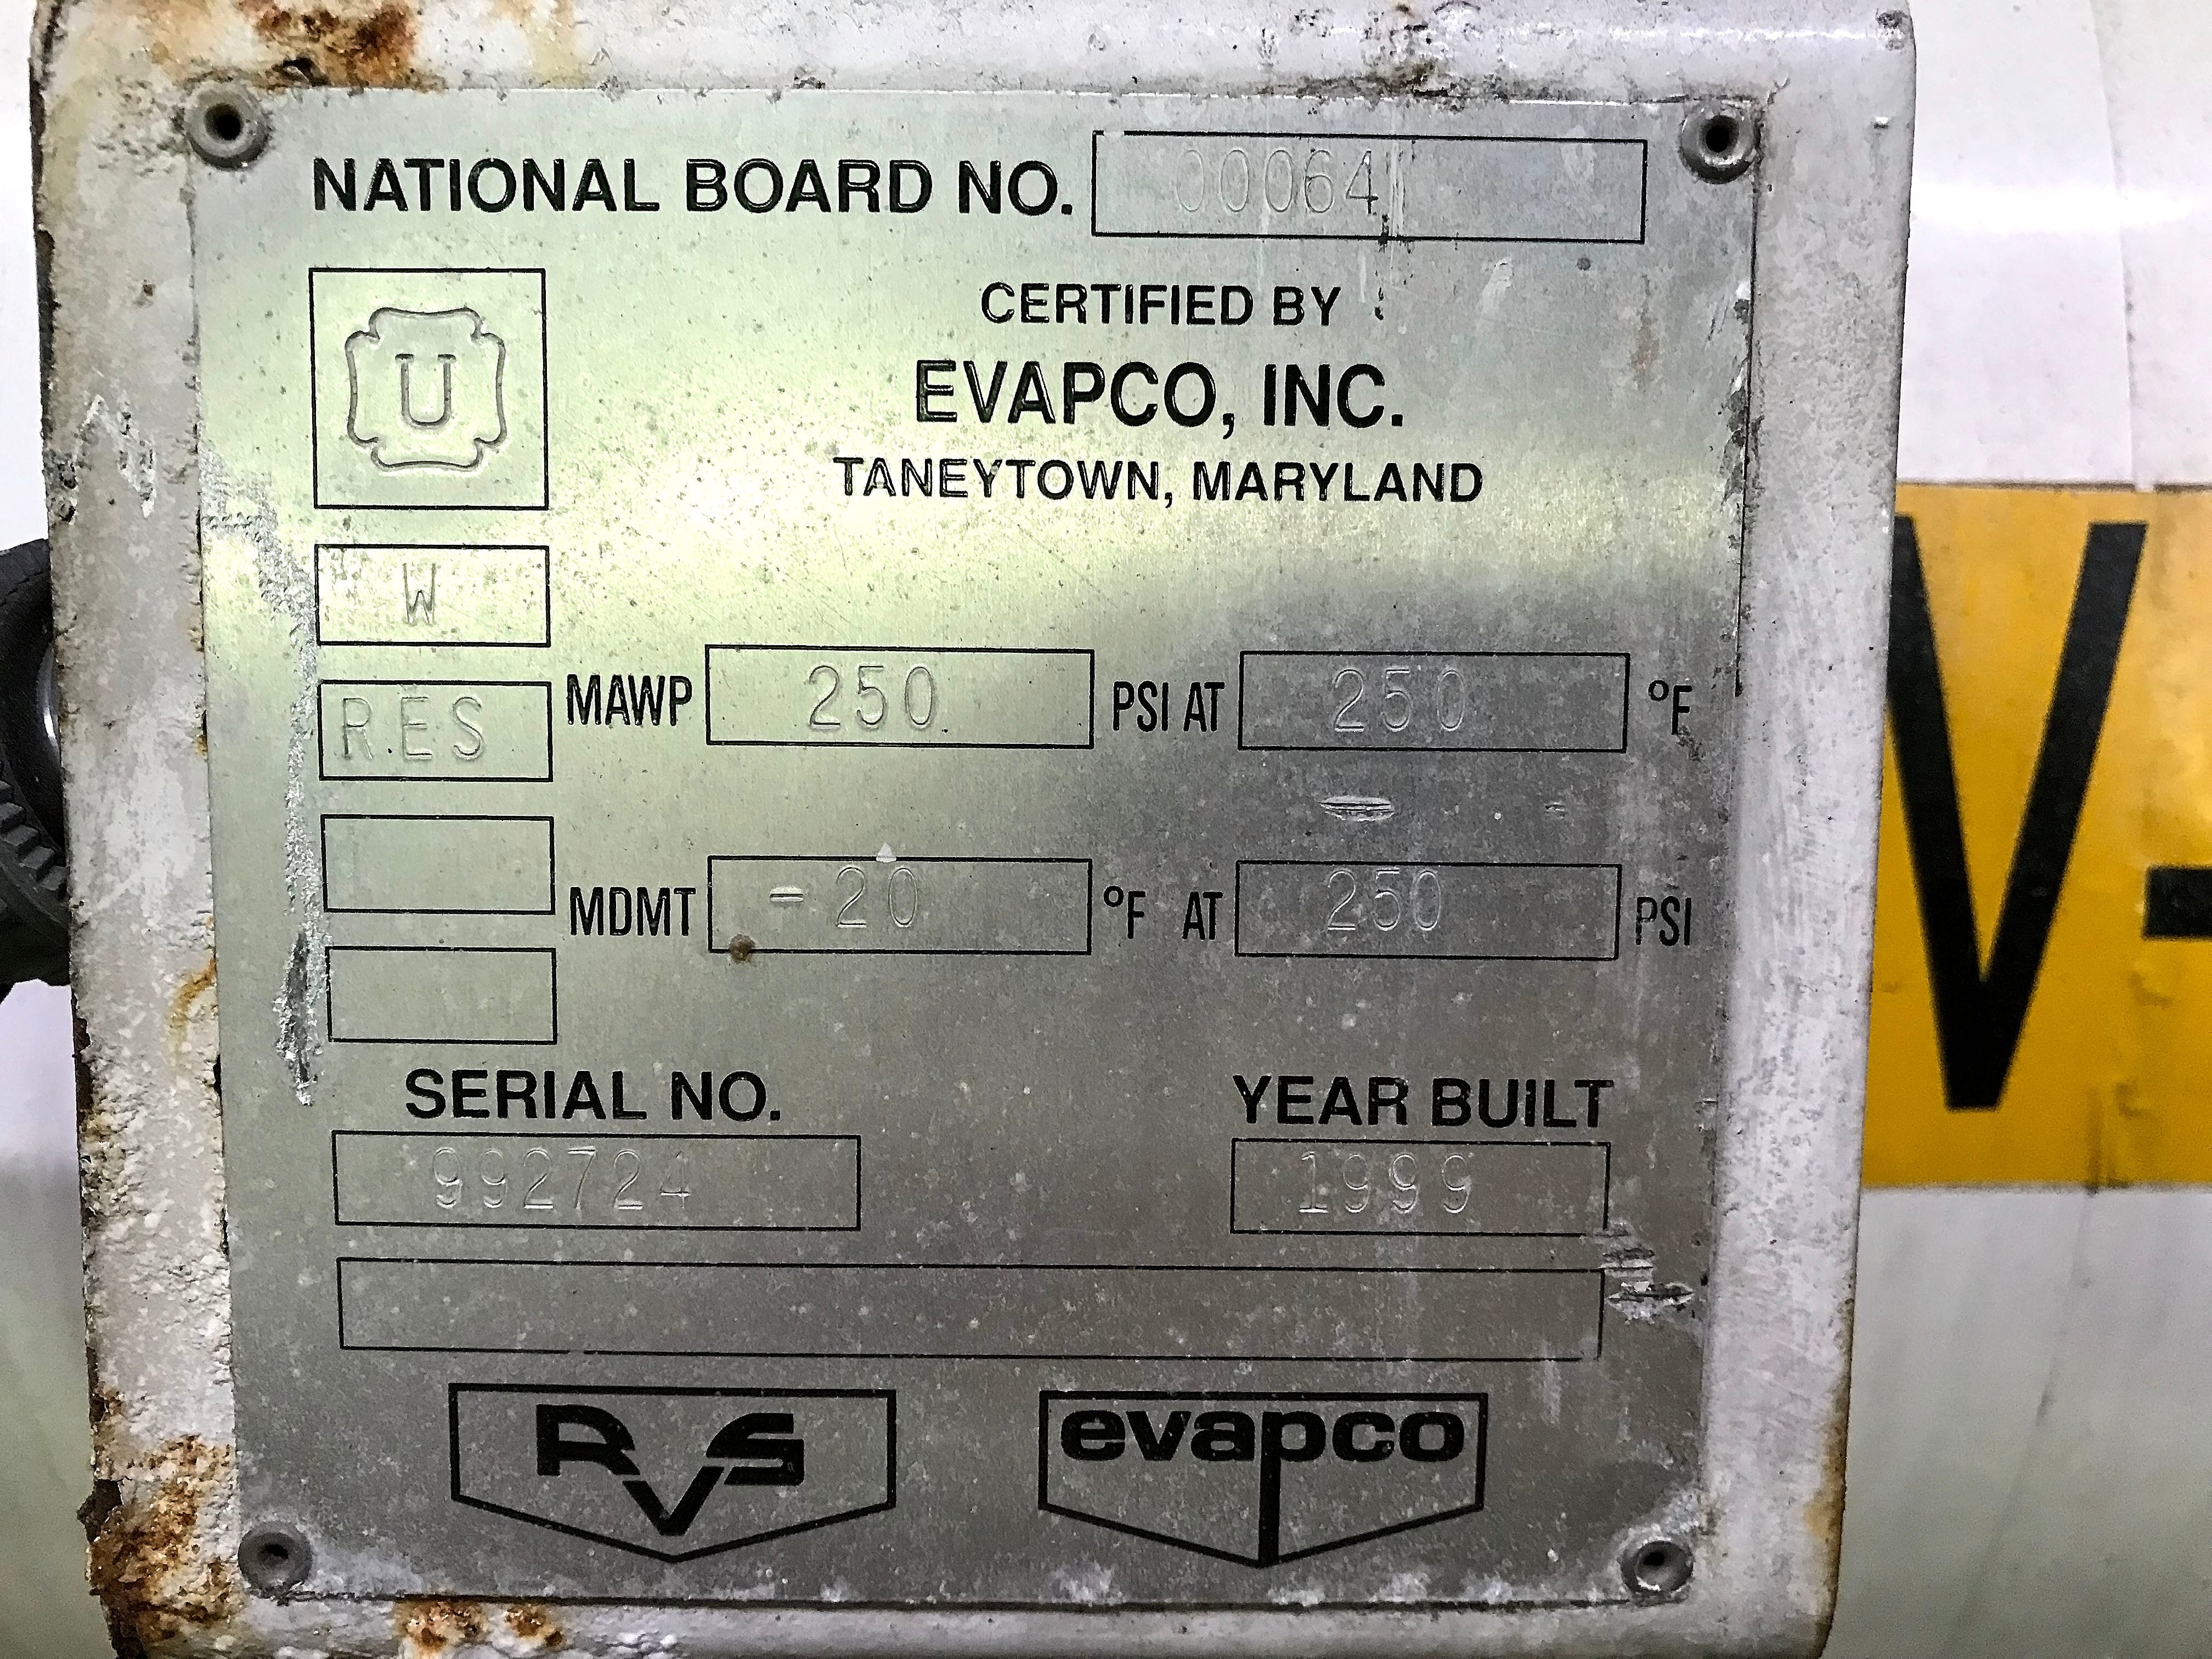 NATIONAL BOARD NO. 00064
U
CERTIFIED BY
EVAPCO, INC.
TANEYTOWN, MARYLAND
W
RES
MAWP 250 PSI AT 250 °F
MDMT -20 °F AT 250 PSI
SERIAL NO. YEAR BUILT
992724 1999
RVS evapco
V-